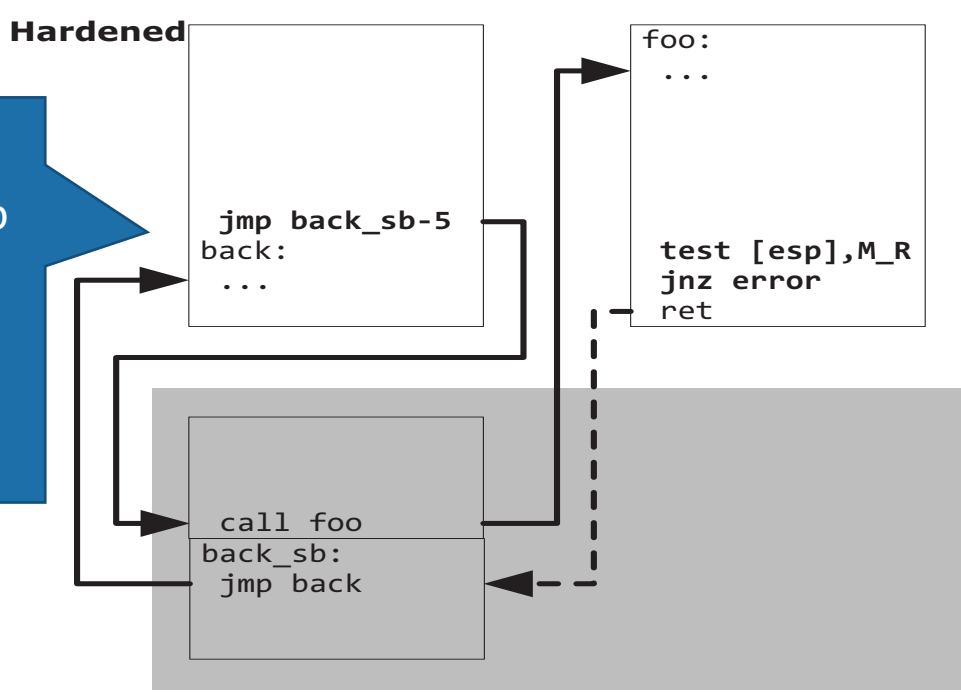 Hardened
jmp back_sb-5
back:
...
foo:
...
test [esp],M_R
jnz error
ret
call foo
back_sb:
jmp back